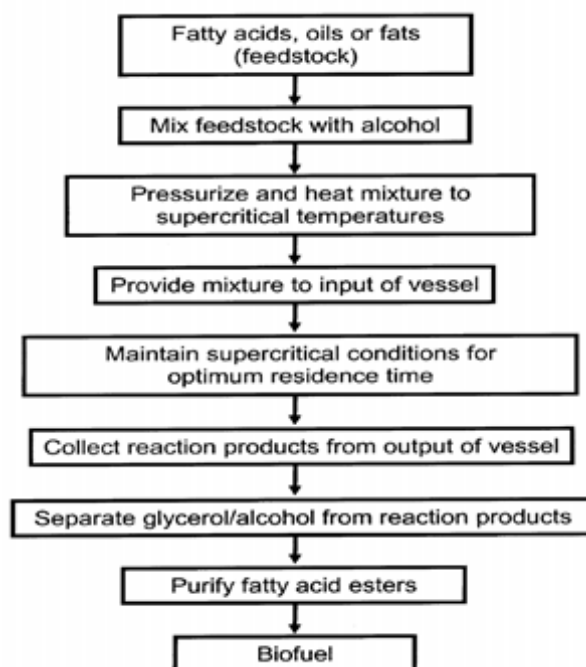 Fatty acids, oils or fats
(feedstock)
Mix feedstock with alcohol
Pressurize and heat mixture to
supercritical temperatures
Provide mixture to input of vessel
Maintain supercritical conditions for
optimum residence time
Collect reaction products from output of vessel
Separate glycerol/alcohol from reaction products
Purify fatty acid esters
Biofuel